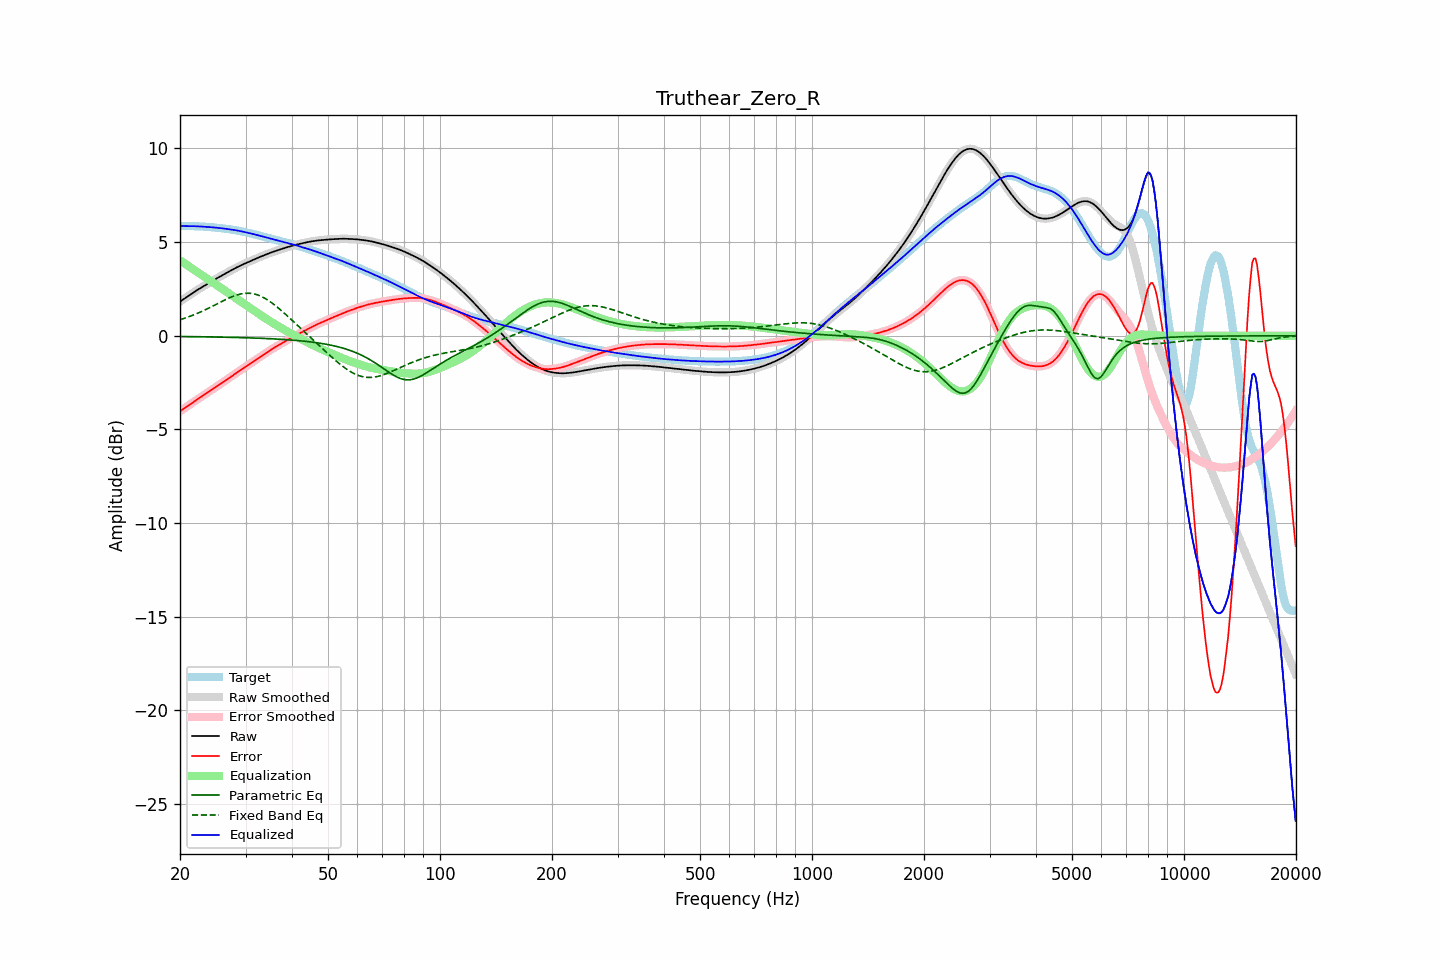 Truthear_Zero_R
10
5
0
−5
−10
−15
−20
−25
Amplitude (dBr)
Target
Raw Smoothed
Error Smoothed
Raw
Error
Equalization
Parametric Eq
Fixed Band Eq
Equalized
20 50 100 200 500 1000 2000 5000 10000 20000
Frequency (Hz)